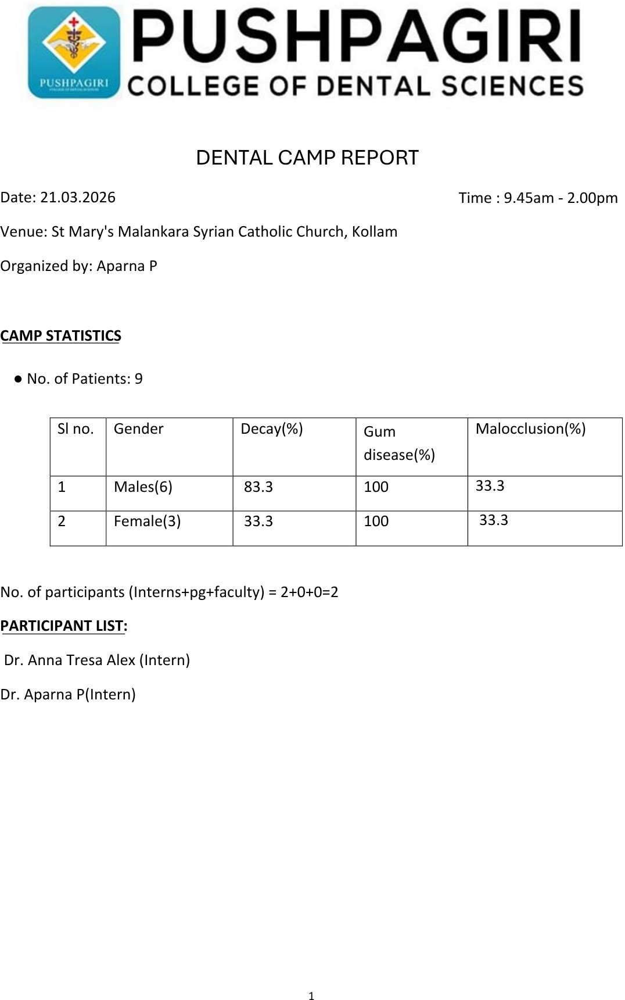 PUSHPAGIRI
COLLEGE OF DENTAL SCIENCES
PUSHPAGIRI
DENTAL CAMP REPORT
Date: 21.03.2026 Time : 9.45am - 2.00pm
Venue: St Mary's Malankara Syrian Catholic Church, Kollam
Organized by: Aparna P
CAMP STATISTICS
● No. of Patients: 9
Sl no. Gender Decay(%) Gum disease(%) Malocclusion(%)
1 Males(6) 83.3 100 33.3
2 Female(3) 33.3 100 33.3
No. of participants (Interns+pg+faculty) = 2+0+0=2
PARTICIPANT LIST:
Dr. Anna Tresa Alex (Intern)
Dr. Aparna P(Intern)
1